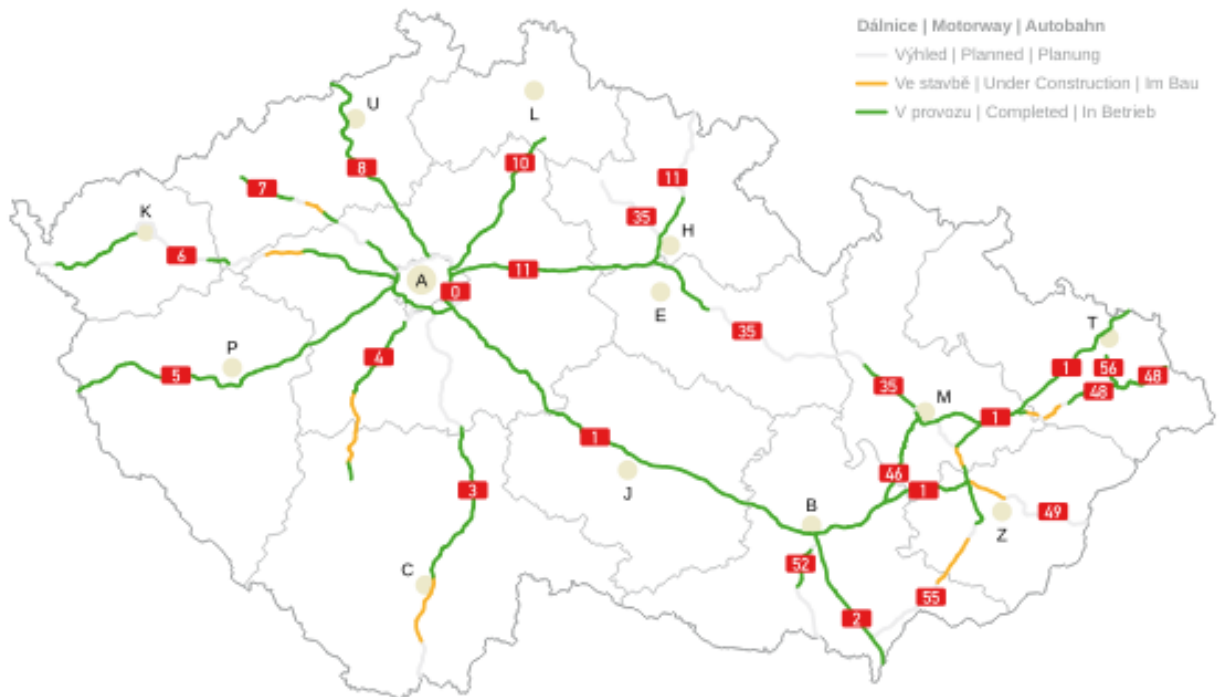 Dálnice | Motorway | Autobahn
Výhled | Planned | Planung
Ve stavbě | Under Construction | Im Bau
V provozu | Completed | In Betrieb
U
L
8
10
7
11
K
35
H
6
A
11
0
E
T
35
P
4
1
56
48
5
35
48
M
1
1
3
J
46
1
B
49
Z
52
C
55
2